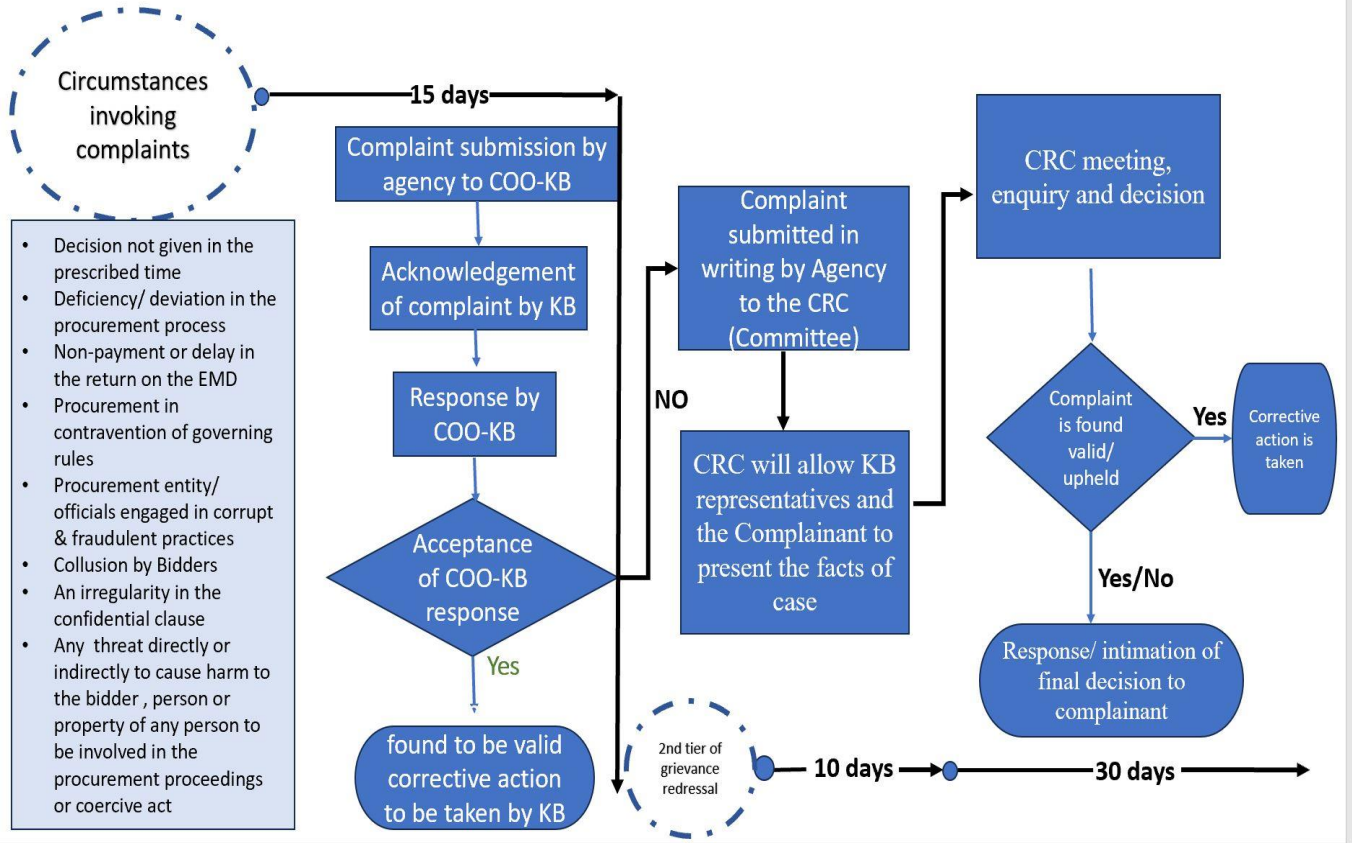 Circumstances
invoking
complaints
15 days
• Decision not given in the
prescribed time
• Deficiency/ deviation in the
procurement process
• Non-payment or delay in
the return on the EMD
• Procurement in
contravention of governing
rules
• Procurement entity/
officials engaged in corrupt
& fraudulent practices
• Collusion by Bidders
• An irregularity in the
confidential clause
• Any threat directly or
indirectly to cause harm to
the bidder , person or
property of any person to
be involved in the
procurement proceedings
or coercive act
Complaint submission by
agency to COO-KB
Acknowledgement
of complaint by KB
Response by
COO-KB
Acceptance
of COO-KB
response
Yes
found to be valid
corrective action
to be taken by KB
NO
Complaint
submitted in
writing by Agency
to the CRC
(Committee)
CRC will allow KB
representatives and
the Complainant to
present the facts of
case
CRC meeting,
enquiry and decision
Complaint
is found
valid/
upheld
Yes
Corrective
action is
taken
Yes/No
Response/ intimation of
final decision to
complainant
2nd tier of
grievance
redressal
10 days
30 days